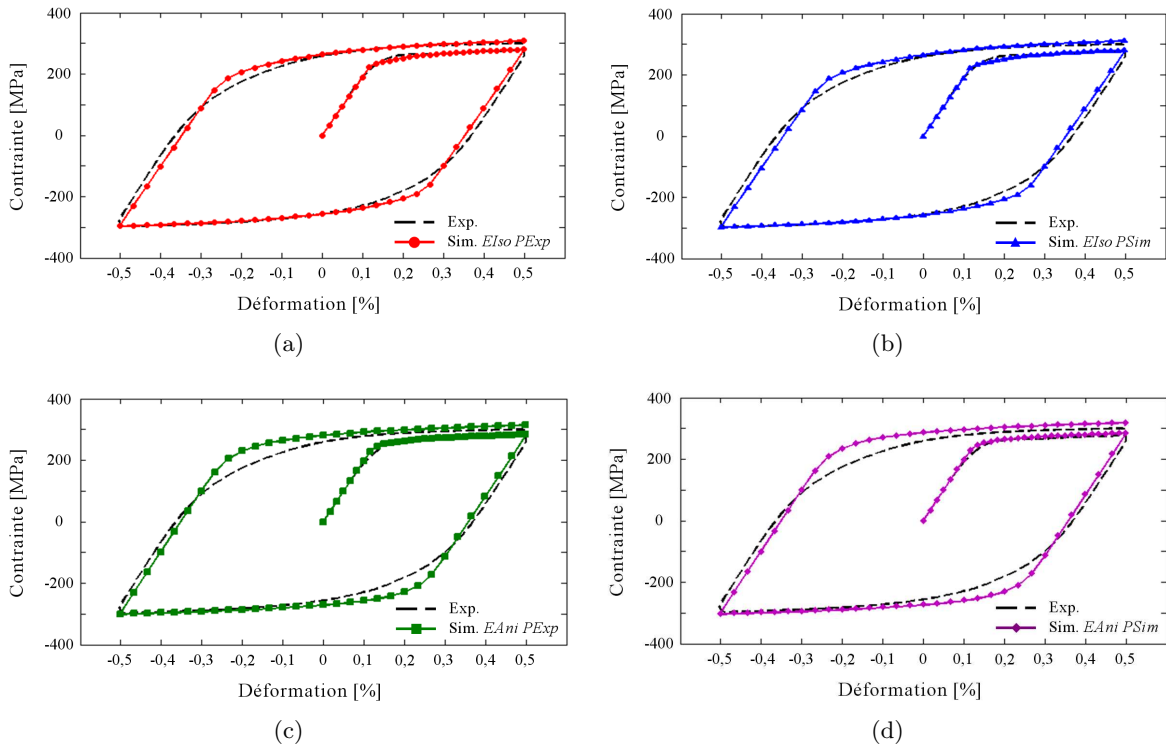 400
200
0
-200
-400
Contrainte [MPa]
Exp.
Sim. EIso PExp
-0,5 -0,4 -0,3 -0,2 -0,1 0 0,1 0,2 0,3 0,4 0,5
Déformation [%]
(a)
400
200
0
-200
-400
Contrainte [MPa]
Exp.
Sim. EIso PSim
-0,5 -0,4 -0,3 -0,2 -0,1 0 0,1 0,2 0,3 0,4 0,5
Déformation [%]
(b)
400
200
0
-200
-400
Contrainte [MPa]
Exp.
Sim. EAni PExp
-0,5 -0,4 -0,3 -0,2 -0,1 0 0,1 0,2 0,3 0,4 0,5
Déformation [%]
(c)
400
200
0
-200
-400
Contrainte [MPa]
Exp.
Sim. EAni PSim
-0,5 -0,4 -0,3 -0,2 -0,1 0 0,1 0,2 0,3 0,4 0,5
Déformation [%]
(d)